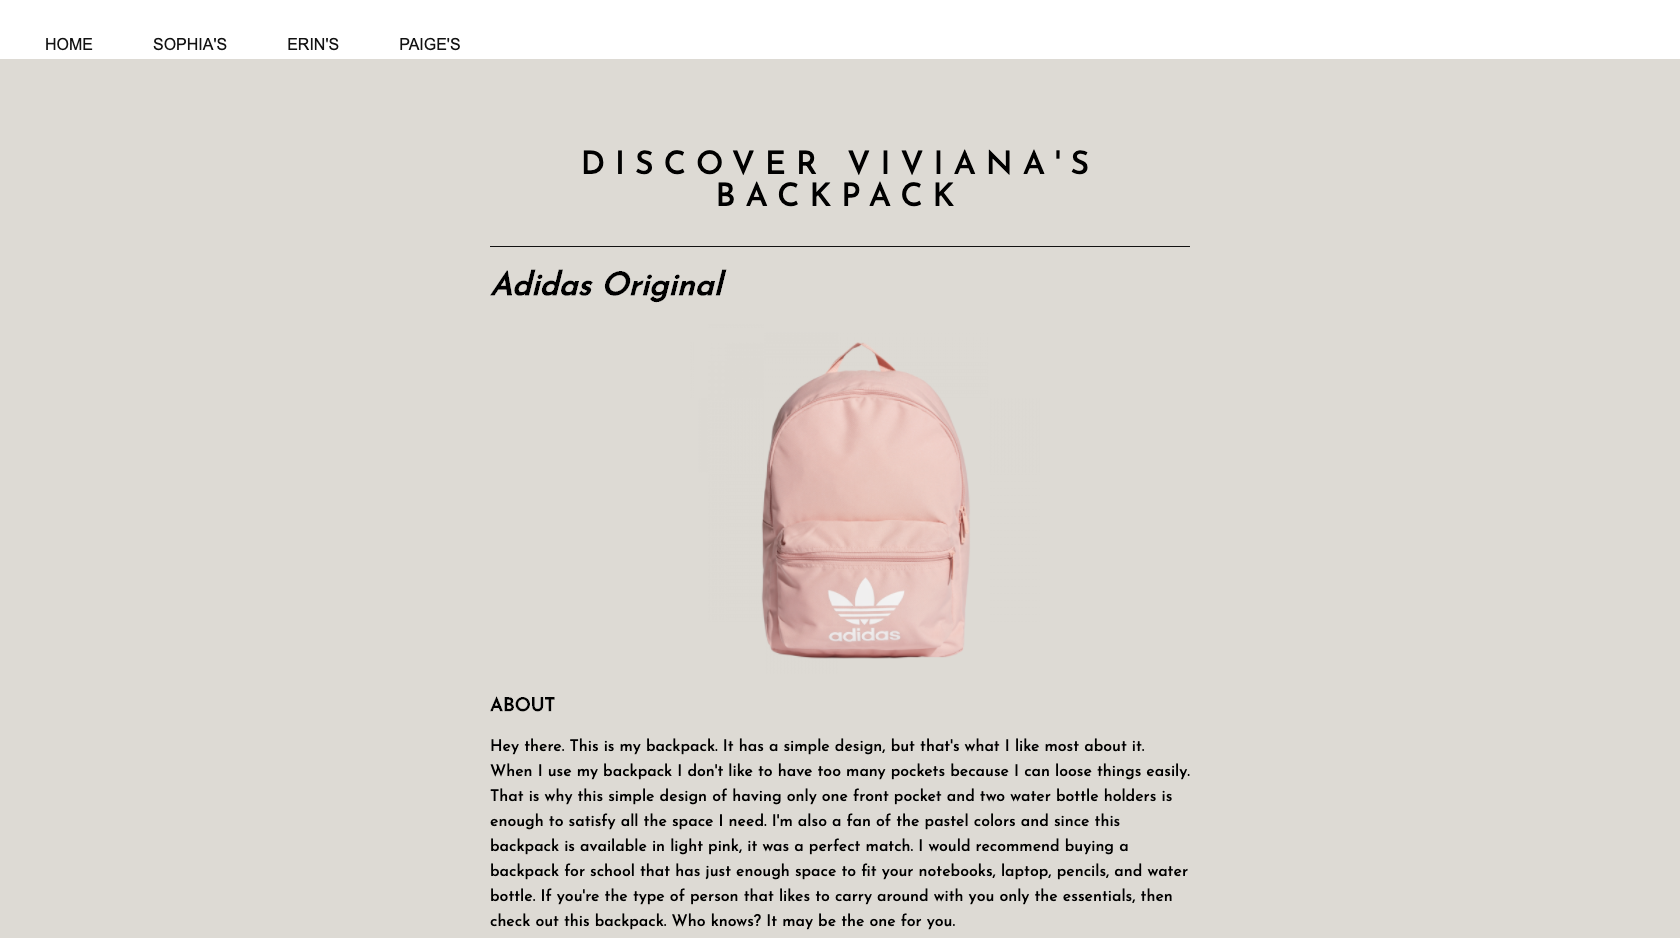 HOME SOPHIA'S ERIN'S PAIGE'S
DISCOVER VIVIANA'S
BACKPACK
Adidas Original
adidas
ABOUT
Hey there. This is my backpack. It has a simple design, but that's what I like most about it.
When I use my backpack I don't like to have too many pockets because I can loose things easily.
That is why this simple design of having only one front pocket and two water bottle holders is
enough to satisfy all the space I need. I'm also a fan of the pastel colors and since this
backpack is available in light pink, it was a perfect match. I would recommend buying a
backpack for school that has just enough space to fit your notebooks, laptop, pencils, and water
bottle. If you're the type of person that likes to carry around with you only the essentials, then
check out this backpack. Who knows? It may be the one for you.